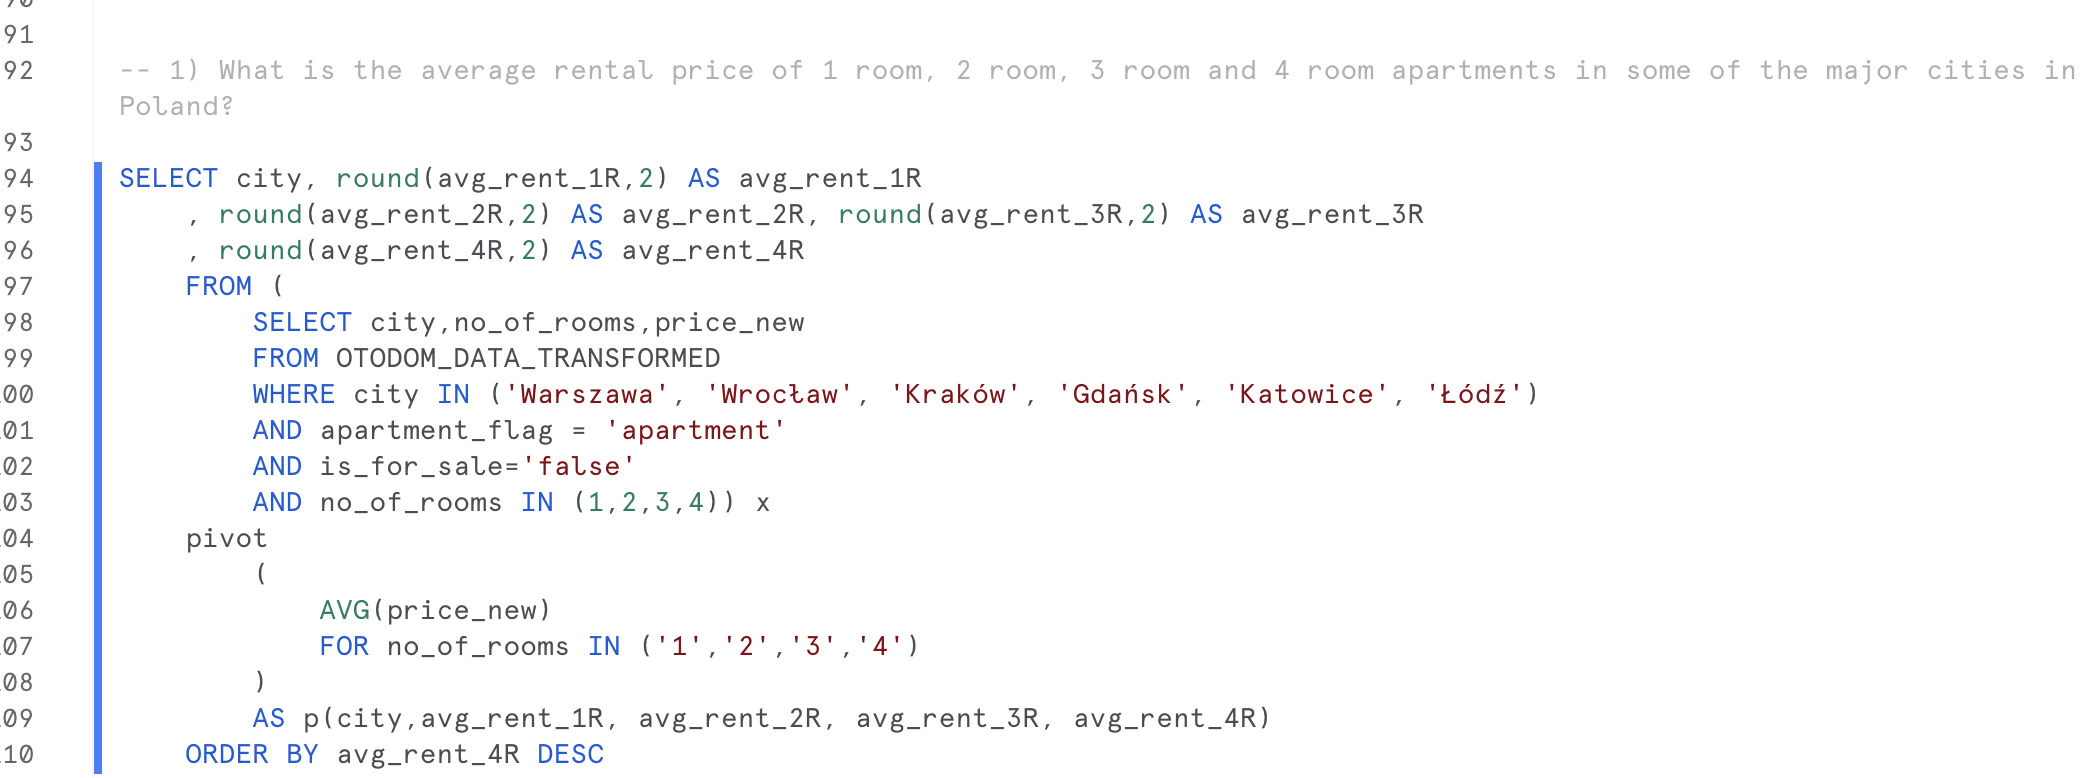 90
91
92 -- 1) What is the average rental price of 1 room, 2 room, 3 room and 4 room apartments in some of the major cities in
Poland?
93
94 SELECT city, round(avg_rent_1R,2) AS avg_rent_1R
95 , round(avg_rent_2R,2) AS avg_rent_2R, round(avg_rent_3R,2) AS avg_rent_3R
96 , round(avg_rent_4R,2) AS avg_rent_4R
97 FROM (
98 SELECT city,no_of_rooms,price_new
99 FROM OTODOM_DATA_TRANSFORMED
00 WHERE city IN ('Warszawa', 'Wrocław', 'Kraków', 'Gdańsk', 'Katowice', 'Łódź')
01 AND apartment_flag = 'apartment'
02 AND is_for_sale='false'
03 AND no_of_rooms IN (1,2,3,4)) x
04 pivot
05 (
06 AVG(price_new)
07 FOR no_of_rooms IN ('1','2','3','4')
08 )
09 AS p(city,avg_rent_1R, avg_rent_2R, avg_rent_3R, avg_rent_4R)
10 ORDER BY avg_rent_4R DESC